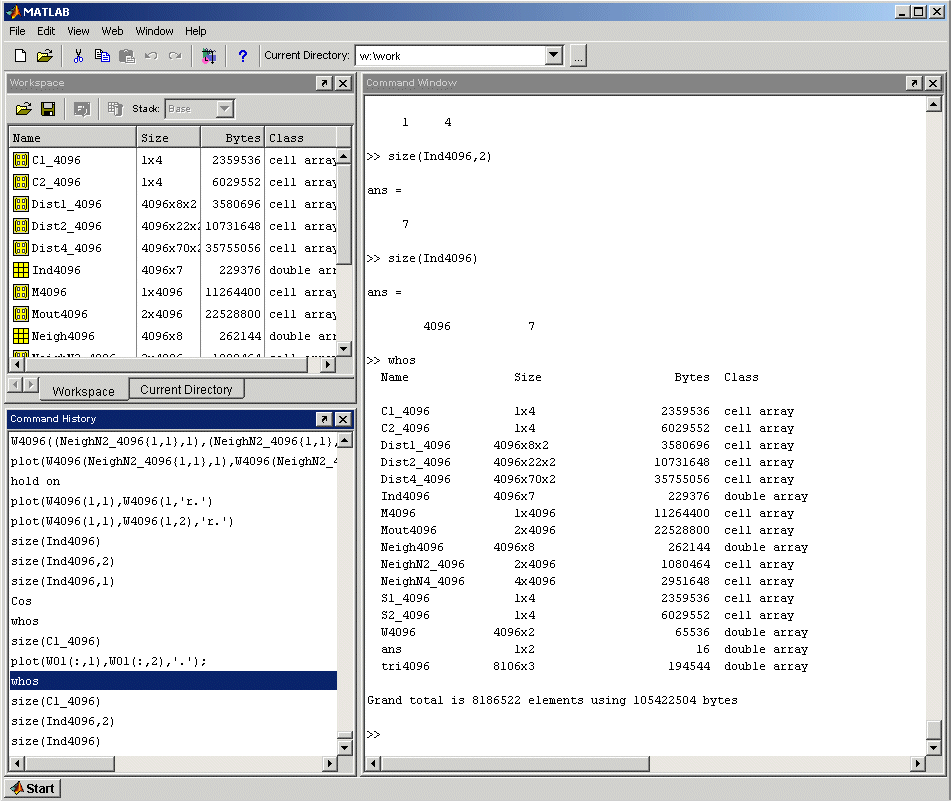 MATLAB
File Edit View Web Window Help
Current Directory: w:\work ...
Workspace
Stack: Base
Name Size Bytes Class
C1_4096 1x4 2359536 cell array
C2_4096 1x4 6029552 cell array
Dist1_4096 4096x8x2 3580696 cell array
Dist2_4096 4096x22x2 10731648 cell array
Dist4_4096 4096x70x2 35755056 cell array
Ind4096 4096x7 229376 double arr
M4096 1x4096 11264400 cell array
Mout4096 2x4096 22528800 cell array
Neigh4096 4096x8 262144 double arr
NeighN2_4096 2x4096 1080464 cell array
Workspace Current Directory
Command History
W4096((NeighN2_4096{1,1},1),(NeighN2_4096{1,1},
plot(W4096(NeighN2_4096{1,1},1),W4096(NeighN2_4
hold on
plot(W4096(1,1),W4096(1,'r.')
plot(W4096(1,1),W4096(1,2),'r.')
size(Ind4096)
size(Ind4096,2)
size(Ind4096,1)
Cos
whos
size(C1_4096)
plot(W01(:,1),W01(:,2),'.');
whos
size(C1_4096)
size(Ind4096,2)
size(Ind4096)
Command Window
1 4
>> size(Ind4096,2)
ans =
7
>> size(Ind4096)
ans =
4096 7
>> whos
Name Size Bytes Class
C1_4096 1x4 2359536 cell array
C2_4096 1x4 6029552 cell array
Dist1_4096 4096x8x2 3580696 cell array
Dist2_4096 4096x22x2 10731648 cell array
Dist4_4096 4096x70x2 35755056 cell array
Ind4096 4096x7 229376 double array
M4096 1x4096 11264400 cell array
Mout4096 2x4096 22528800 cell array
Neigh4096 4096x8 262144 double array
NeighN2_4096 2x4096 1080464 cell array
NeighN4_4096 4x4096 2951648 cell array
S1_4096 1x4 2359536 cell array
S2_4096 1x4 6029552 cell array
W4096 4096x2 65536 double array
ans 1x2 16 double array
tri4096 8106x3 194544 double array
Grand total is 8186522 elements using 105422504 bytes
>>
Start